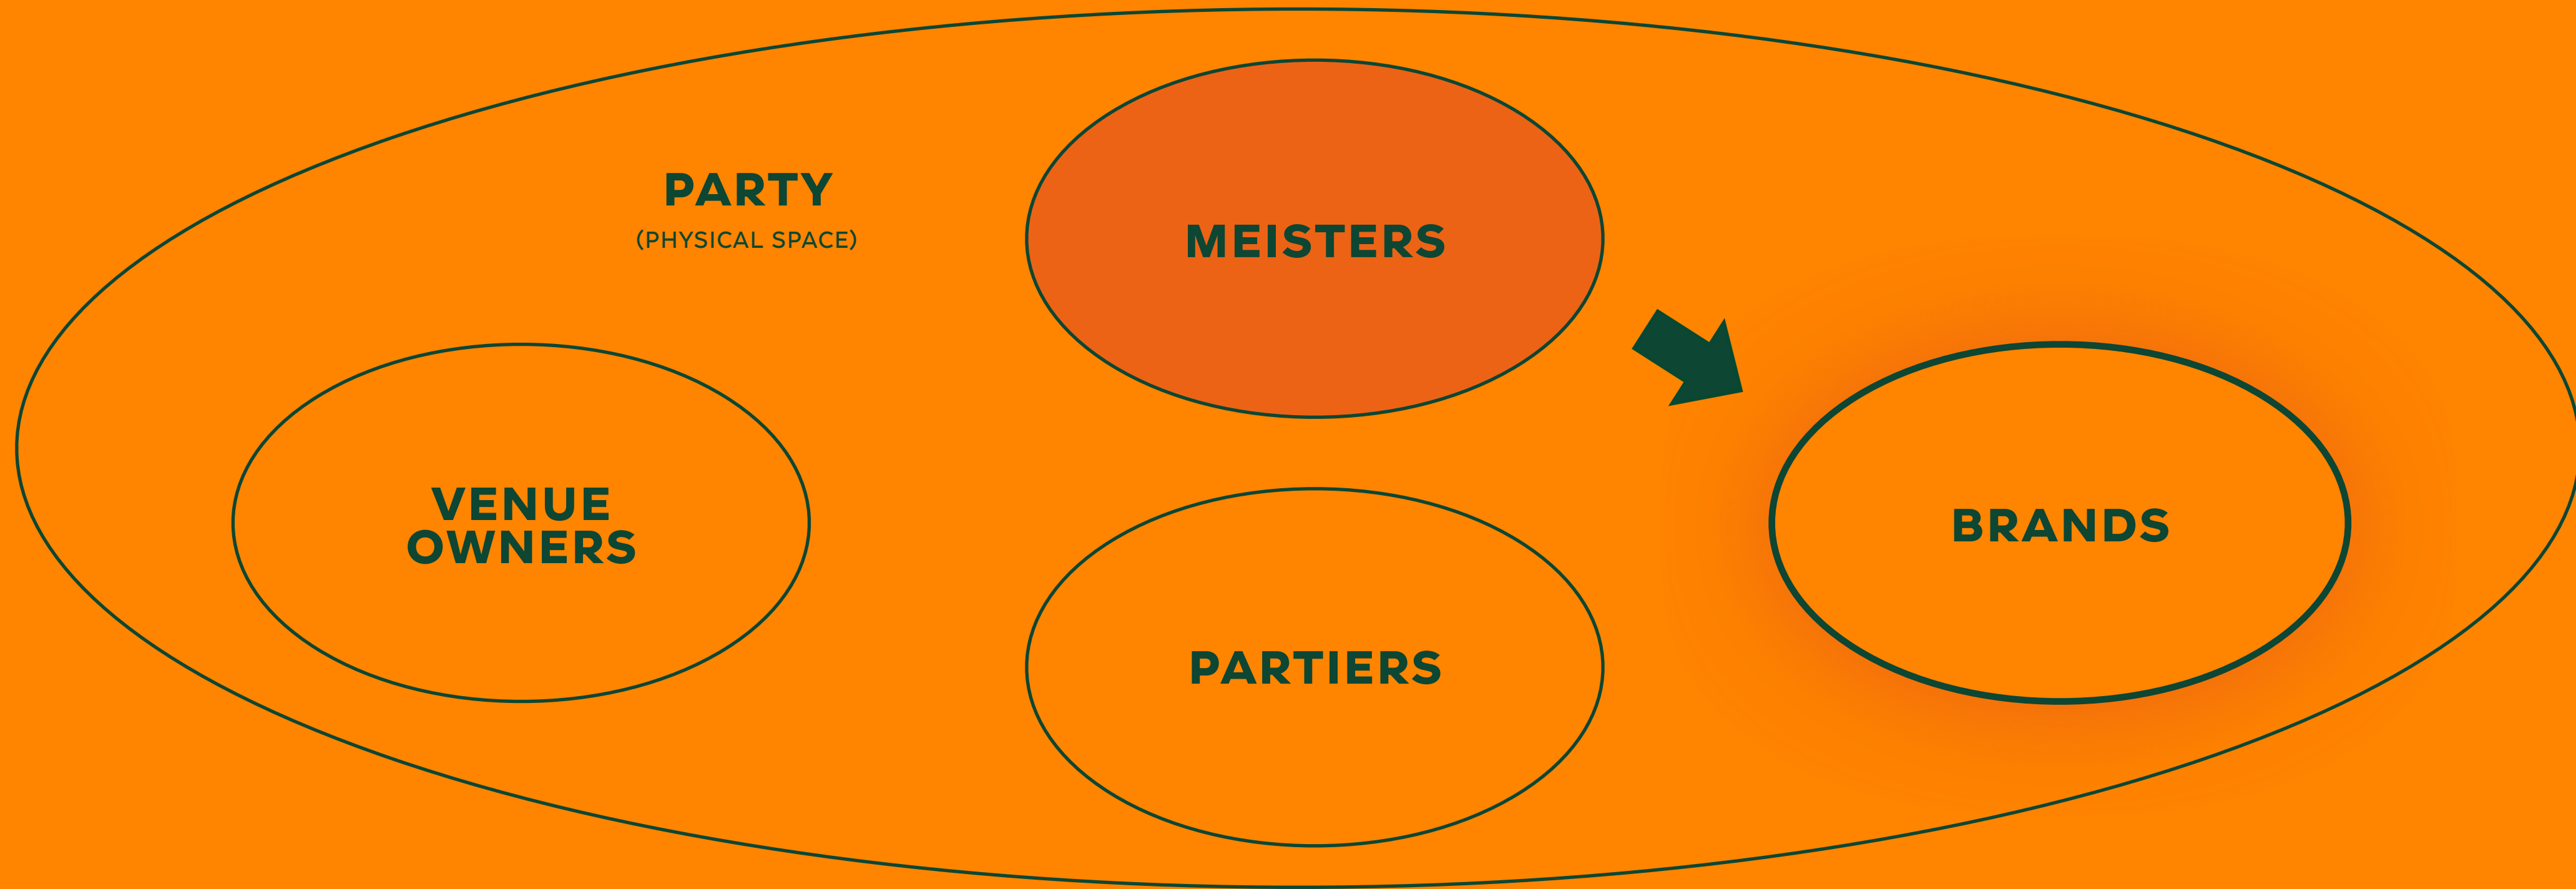 PARTY
(PHYSICAL SPACE)
MEISTERS
VENUE
OWNERS
BRANDS
PARTIERS